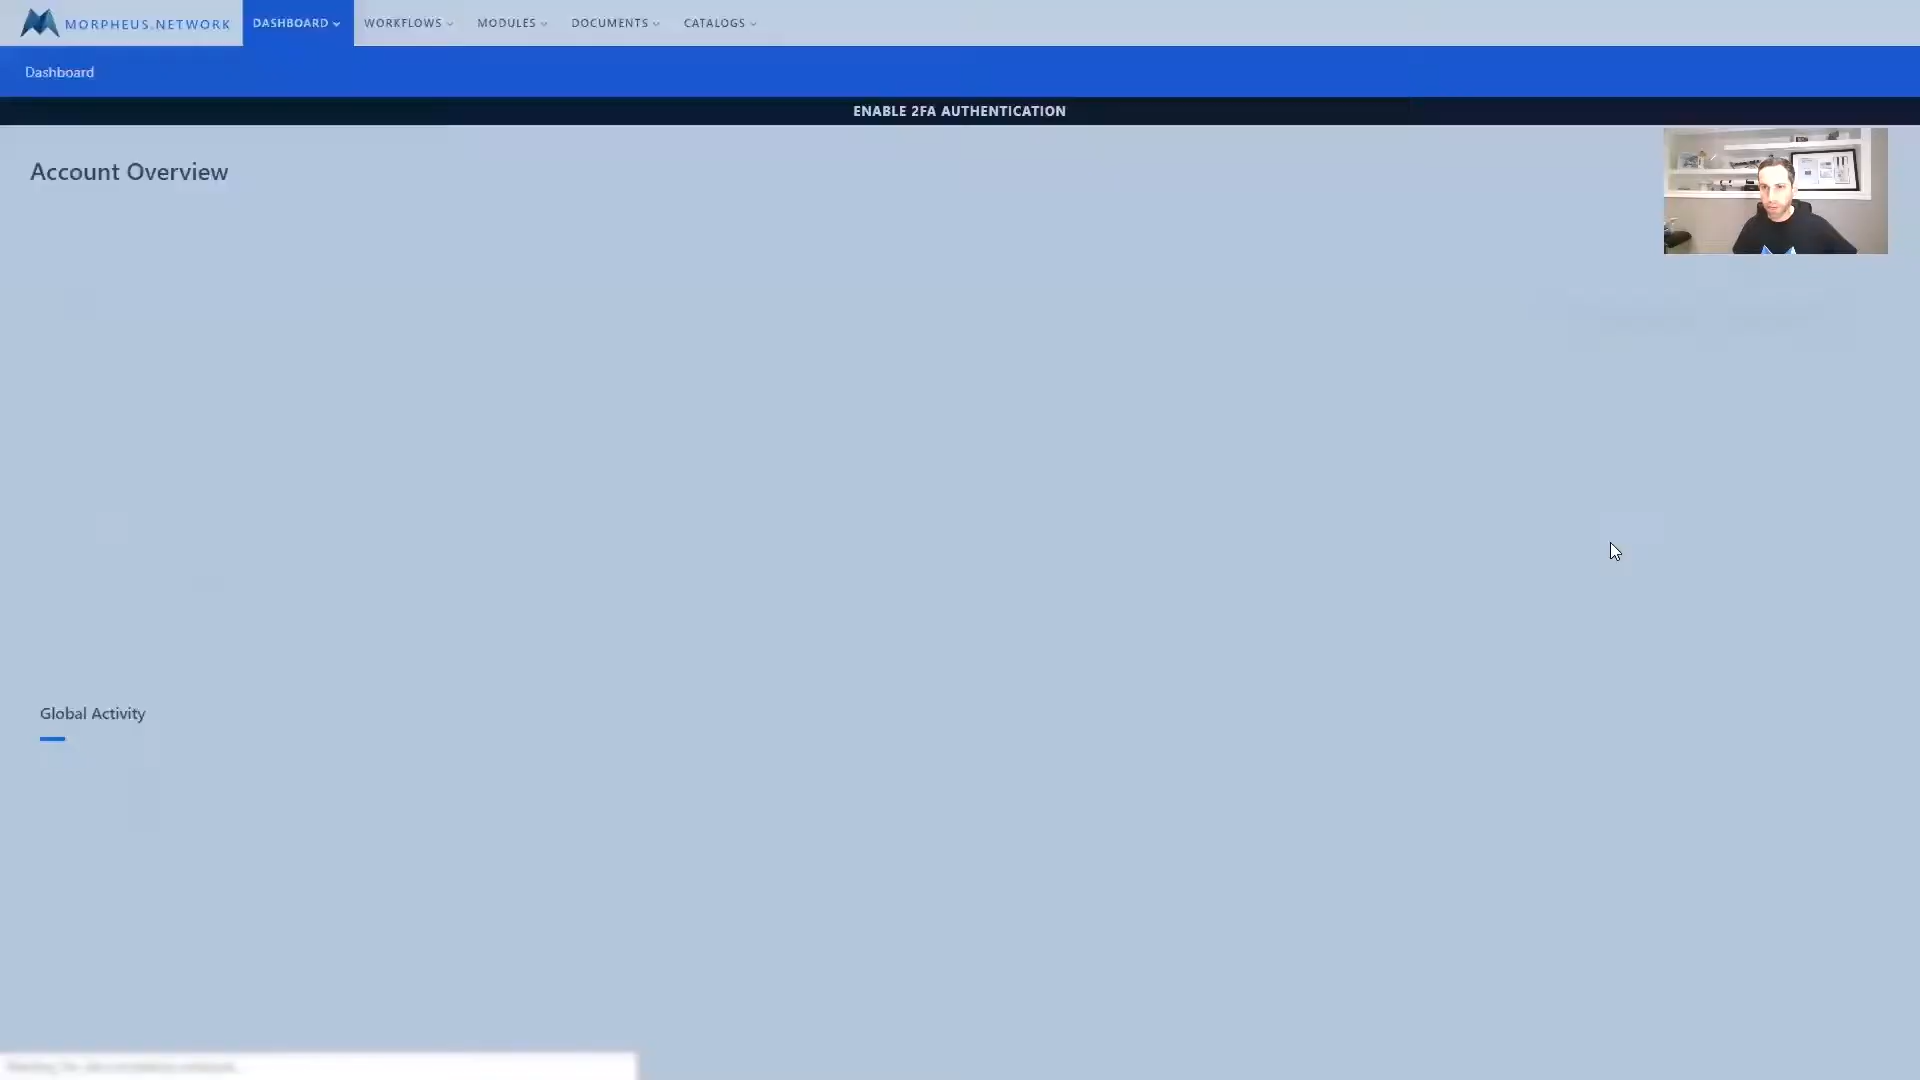 MORPHEUS.NETWORK
DASHBOARD
WORKFLOWS
MODULES
DOCUMENTS
CATALOGS
Dashboard
ENABLE 2FA AUTHENTICATION
Account Overview
Global Activity